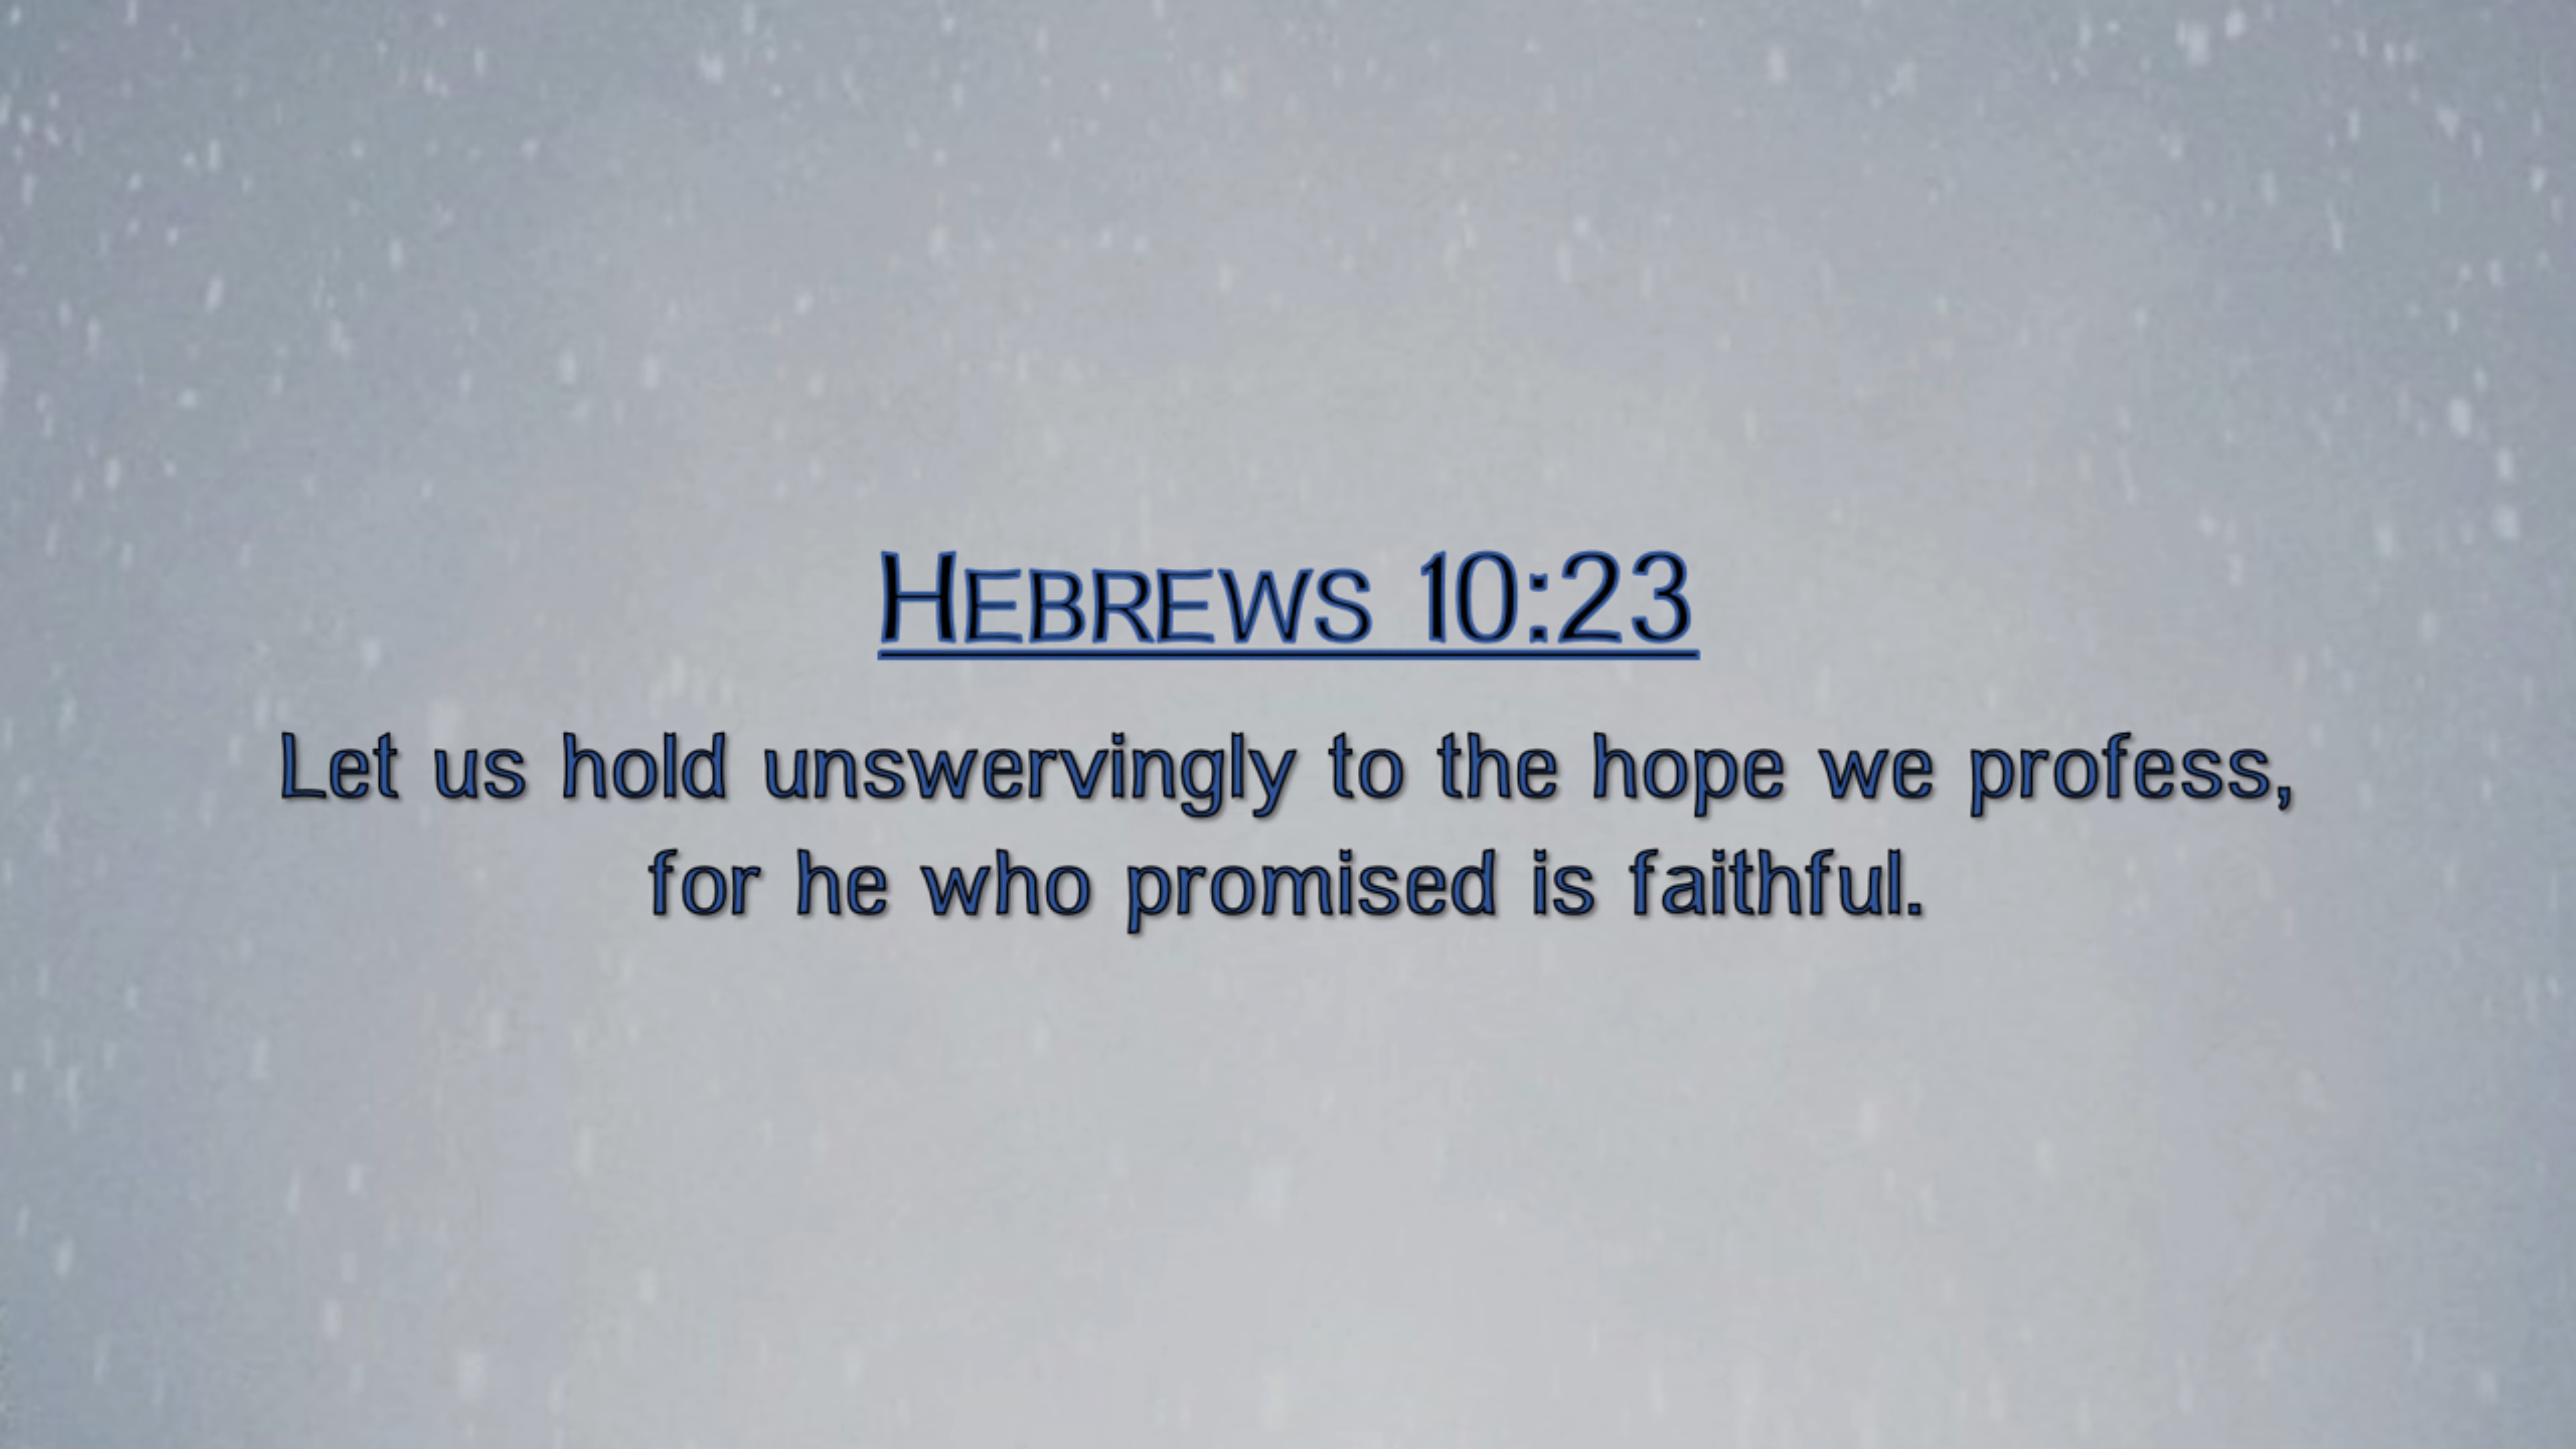 HEBREWS 10:23
Let us hold unswervingly to the hope we profess,
for he who promised is faithful.